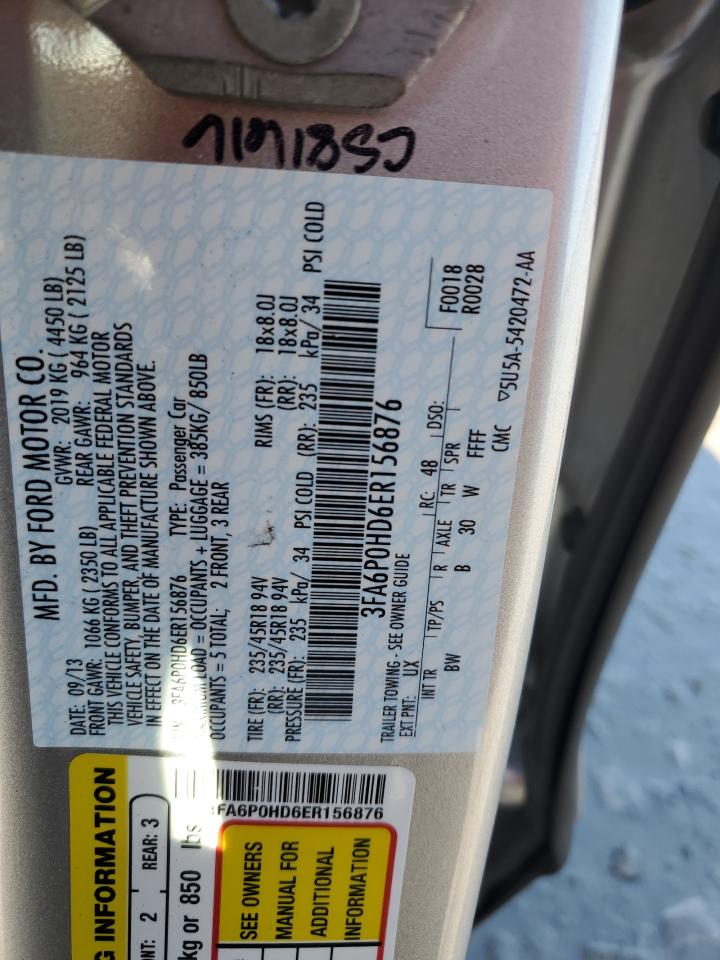 MFD. BY FORD MOTOR CO.
DATE: 09/13 GVWR: 2019 KG ( 4450 LB)
FRONT GAWR: 1066 KG ( 2350 LB) REAR GAWR: 964 KG ( 2125 LB)
THIS VEHICLE CONFORMS TO ALL APPLICABLE FEDERAL MOTOR
VEHICLE SAFETY, BUMPER, AND THEFT PREVENTION STANDARDS
IN EFFECT ON THE DATE OF MANUFACTURE SHOWN ABOVE.
3FA6P0HD6ER156876 TYPE: Passenger Car
LOAD = OCCUPANTS + LUGGAGE = 385KG/ 850LB
OCCUPANTS = 5 TOTAL; 2 FRONT, 3 REAR
TIRE (FR): 235/45R18 94V RIMS (FR): 18x8.0J
(RR): 235/45R18 94V (RR): 18x8.0J
PRESSURE (FR): 235 kPa/ 34 PSI COLD (RR): 235 kPa/ 34 PSI COLD
3FA6P0HD6ER156876
TRAILER TOWING - SEE OWNER GUIDE
EXT PNT: UX RC: 48 DSO: F0018
R0028
INT TR TP/PS R AXLE TR SPR
BW B 30 W FFFF
CMC ▽5U5A-5420472-AA
G INFORMATION
NT: 2 REAR: 3
kg or 850 lbs
FA6P0HD6ER156876
SEE OWNERS
MANUAL FOR
ADDITIONAL
INFORMATION